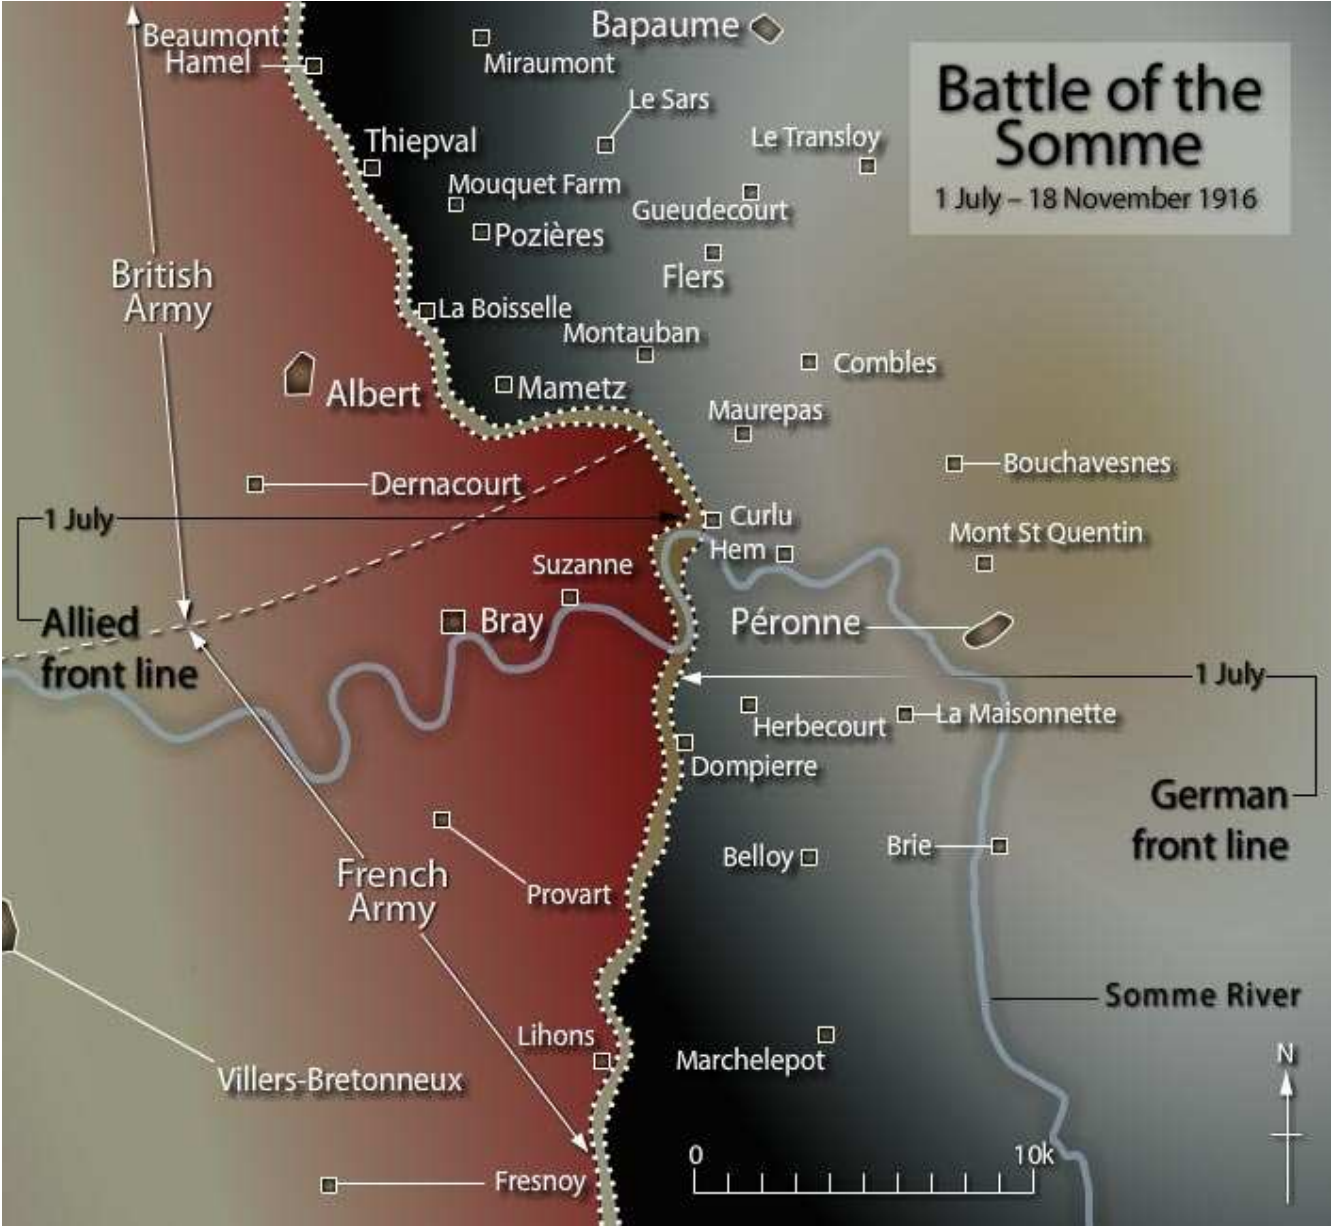 Beaumont
Hamel
Bapaume
Miraumont
Battle of the
Somme
1 July – 18 November 1916
Le Sars
Thiepval
Le Transloy
Mouquet Farm
Gueudecourt
Pozières
Flers
British
Army
La Boisselle
Montauban
Combles
Albert
Mametz
Maurepas
Bouchavesnes
Dernacourt
1 July
Curlu
Mont St Quentin
Hem
Suzanne
Allied
front line
Bray
Péronne
1 July
Herbecourt
La Maisonnette
Dompierre
German
front line
Belloy
Brie
French
Army
Provart
Somme River
Lihons
Marchelepot
N
Villers-Bretonneux
0
10k
Fresnoy